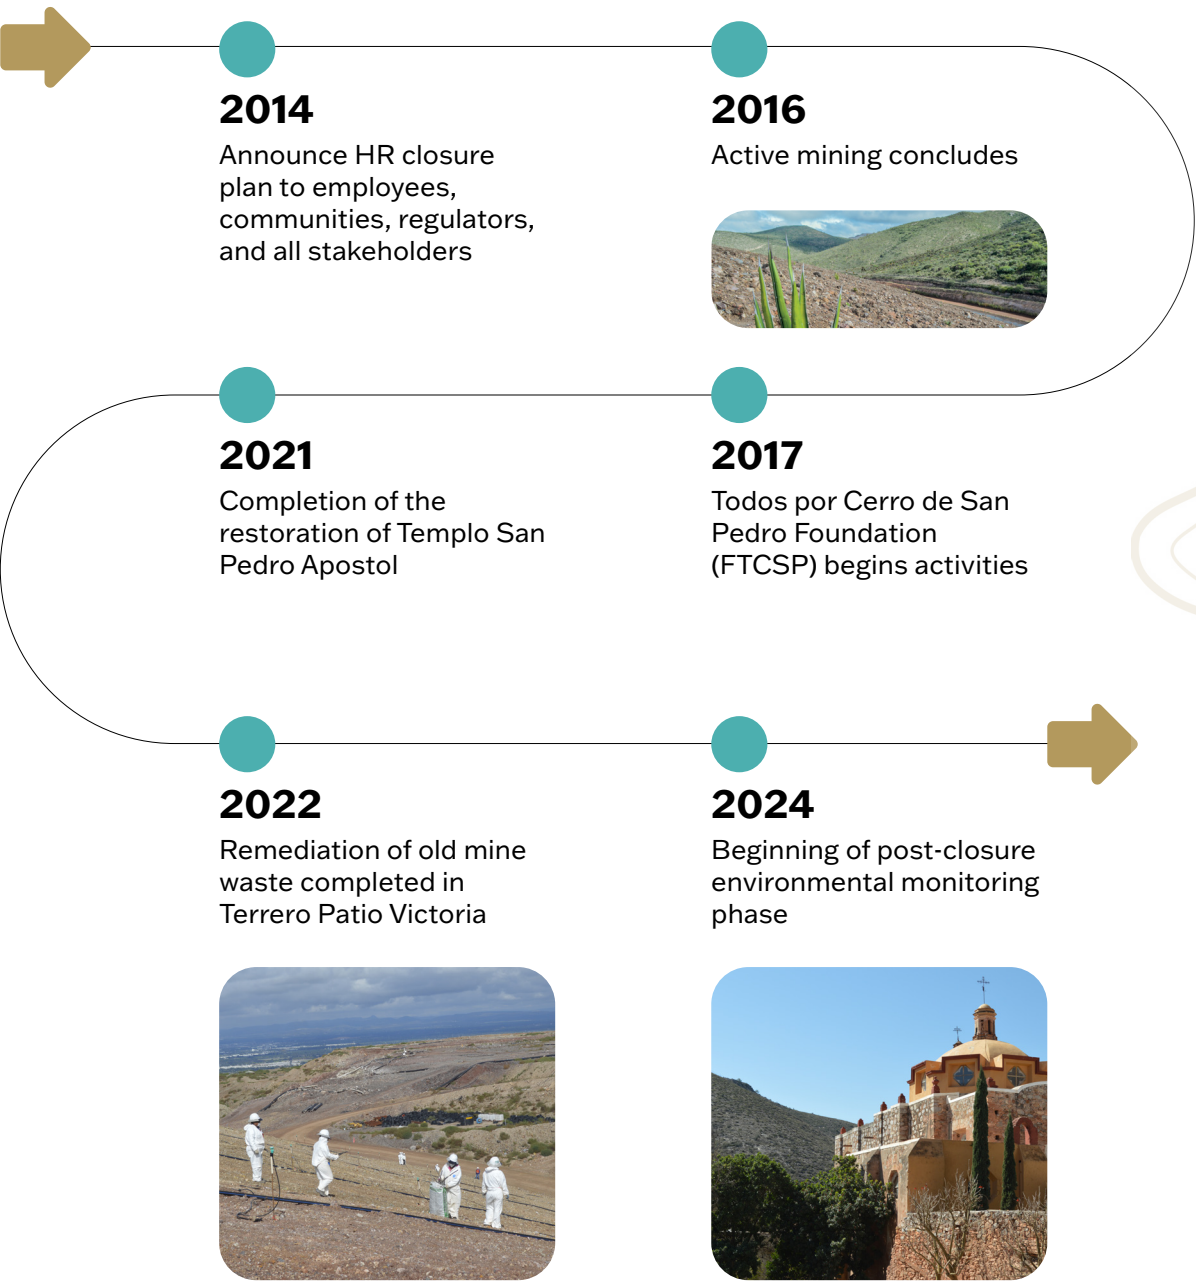 2014
Announce HR closure
plan to employees,
communities, regulators,
and all stakeholders
2016
Active mining concludes
2017
Todos por Cerro de San
Pedro Foundation
(FTCSP) begins activities
2021
Completion of the
restoration of Templo San
Pedro Apostol
2022
Remediation of old mine
waste completed in
Terrero Patio Victoria
2024
Beginning of post-closure
environmental monitoring
phase